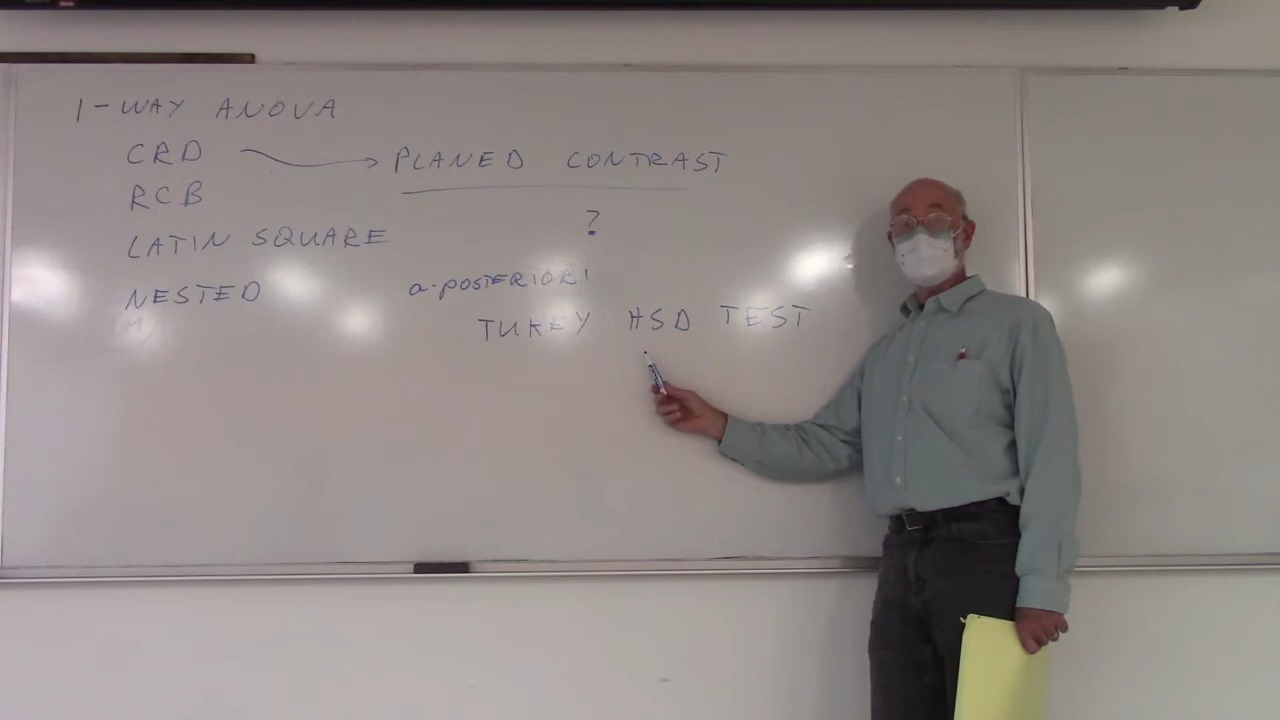 1-WAY ANOVA
CRD → PLANED CONTRAST
RCB
?
LATIN SQUARE
a. POSTERIORI
NESTED
TUKEY HSD TEST